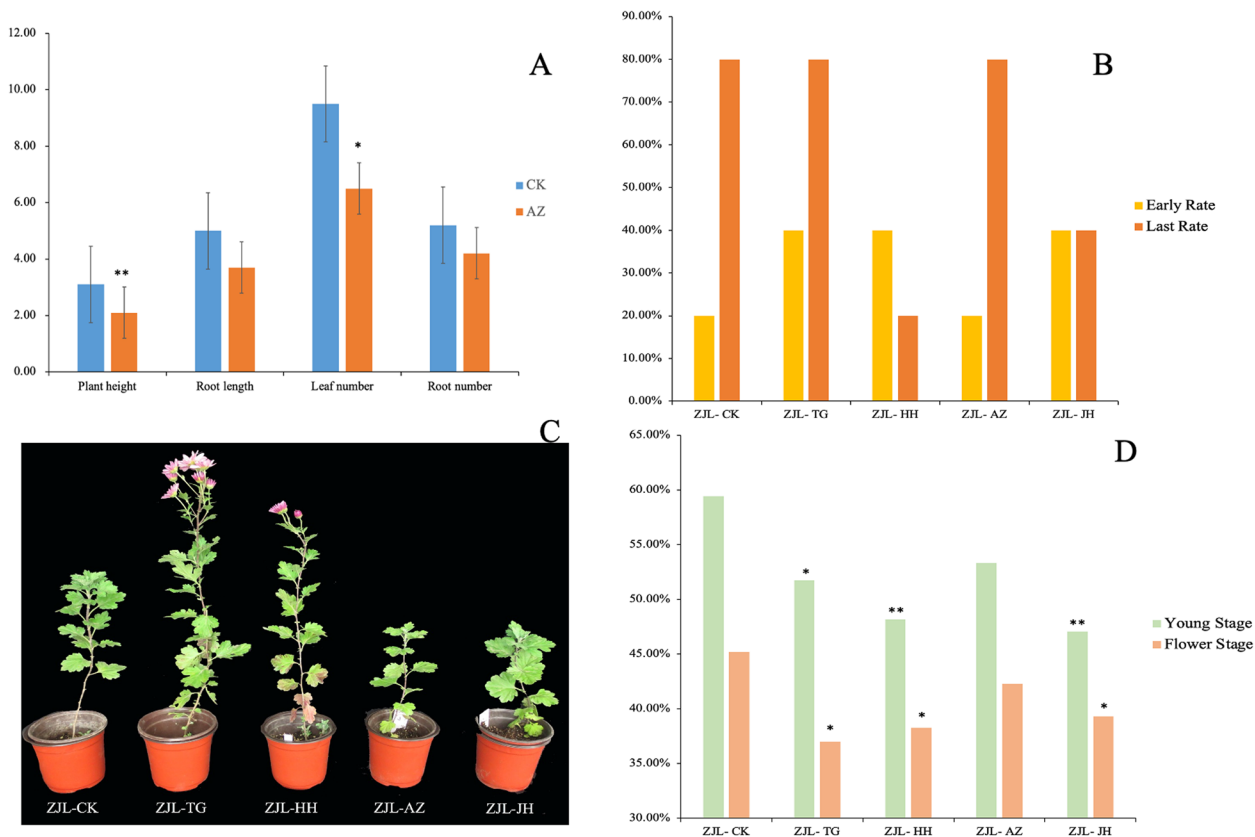 A
12.00
10.00
8.00
6.00
4.00
2.00
0.00
**
*
CK
AZ
Plant height Root length Leaf number Root number
B
90.00%
80.00%
70.00%
60.00%
50.00%
40.00%
30.00%
20.00%
10.00%
0.00%
Early Rate
Last Rate
ZJL- CK ZJL- TG ZJL- HH ZJL- AZ ZJL- JH
C
ZJL-CK ZJL-TG ZJL-HH ZJL-AZ ZJL-JH
D
65.00%
60.00%
55.00%
50.00%
45.00%
40.00%
35.00%
30.00%
* ** **
* * *
Young Stage
Flower Stage
ZJL- CK ZJL- TG ZJL- HH ZJL- AZ ZJL- JH